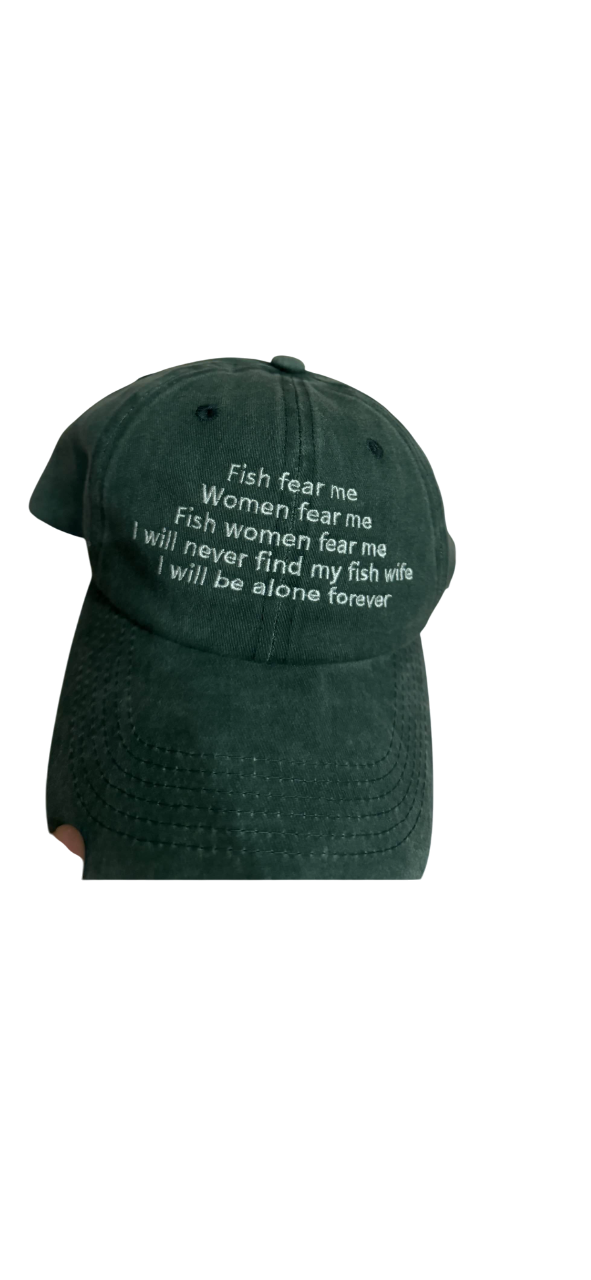 Fish fear me
Women fear me
Fish women fear me
I will never find my fish wife
I will be alone forever